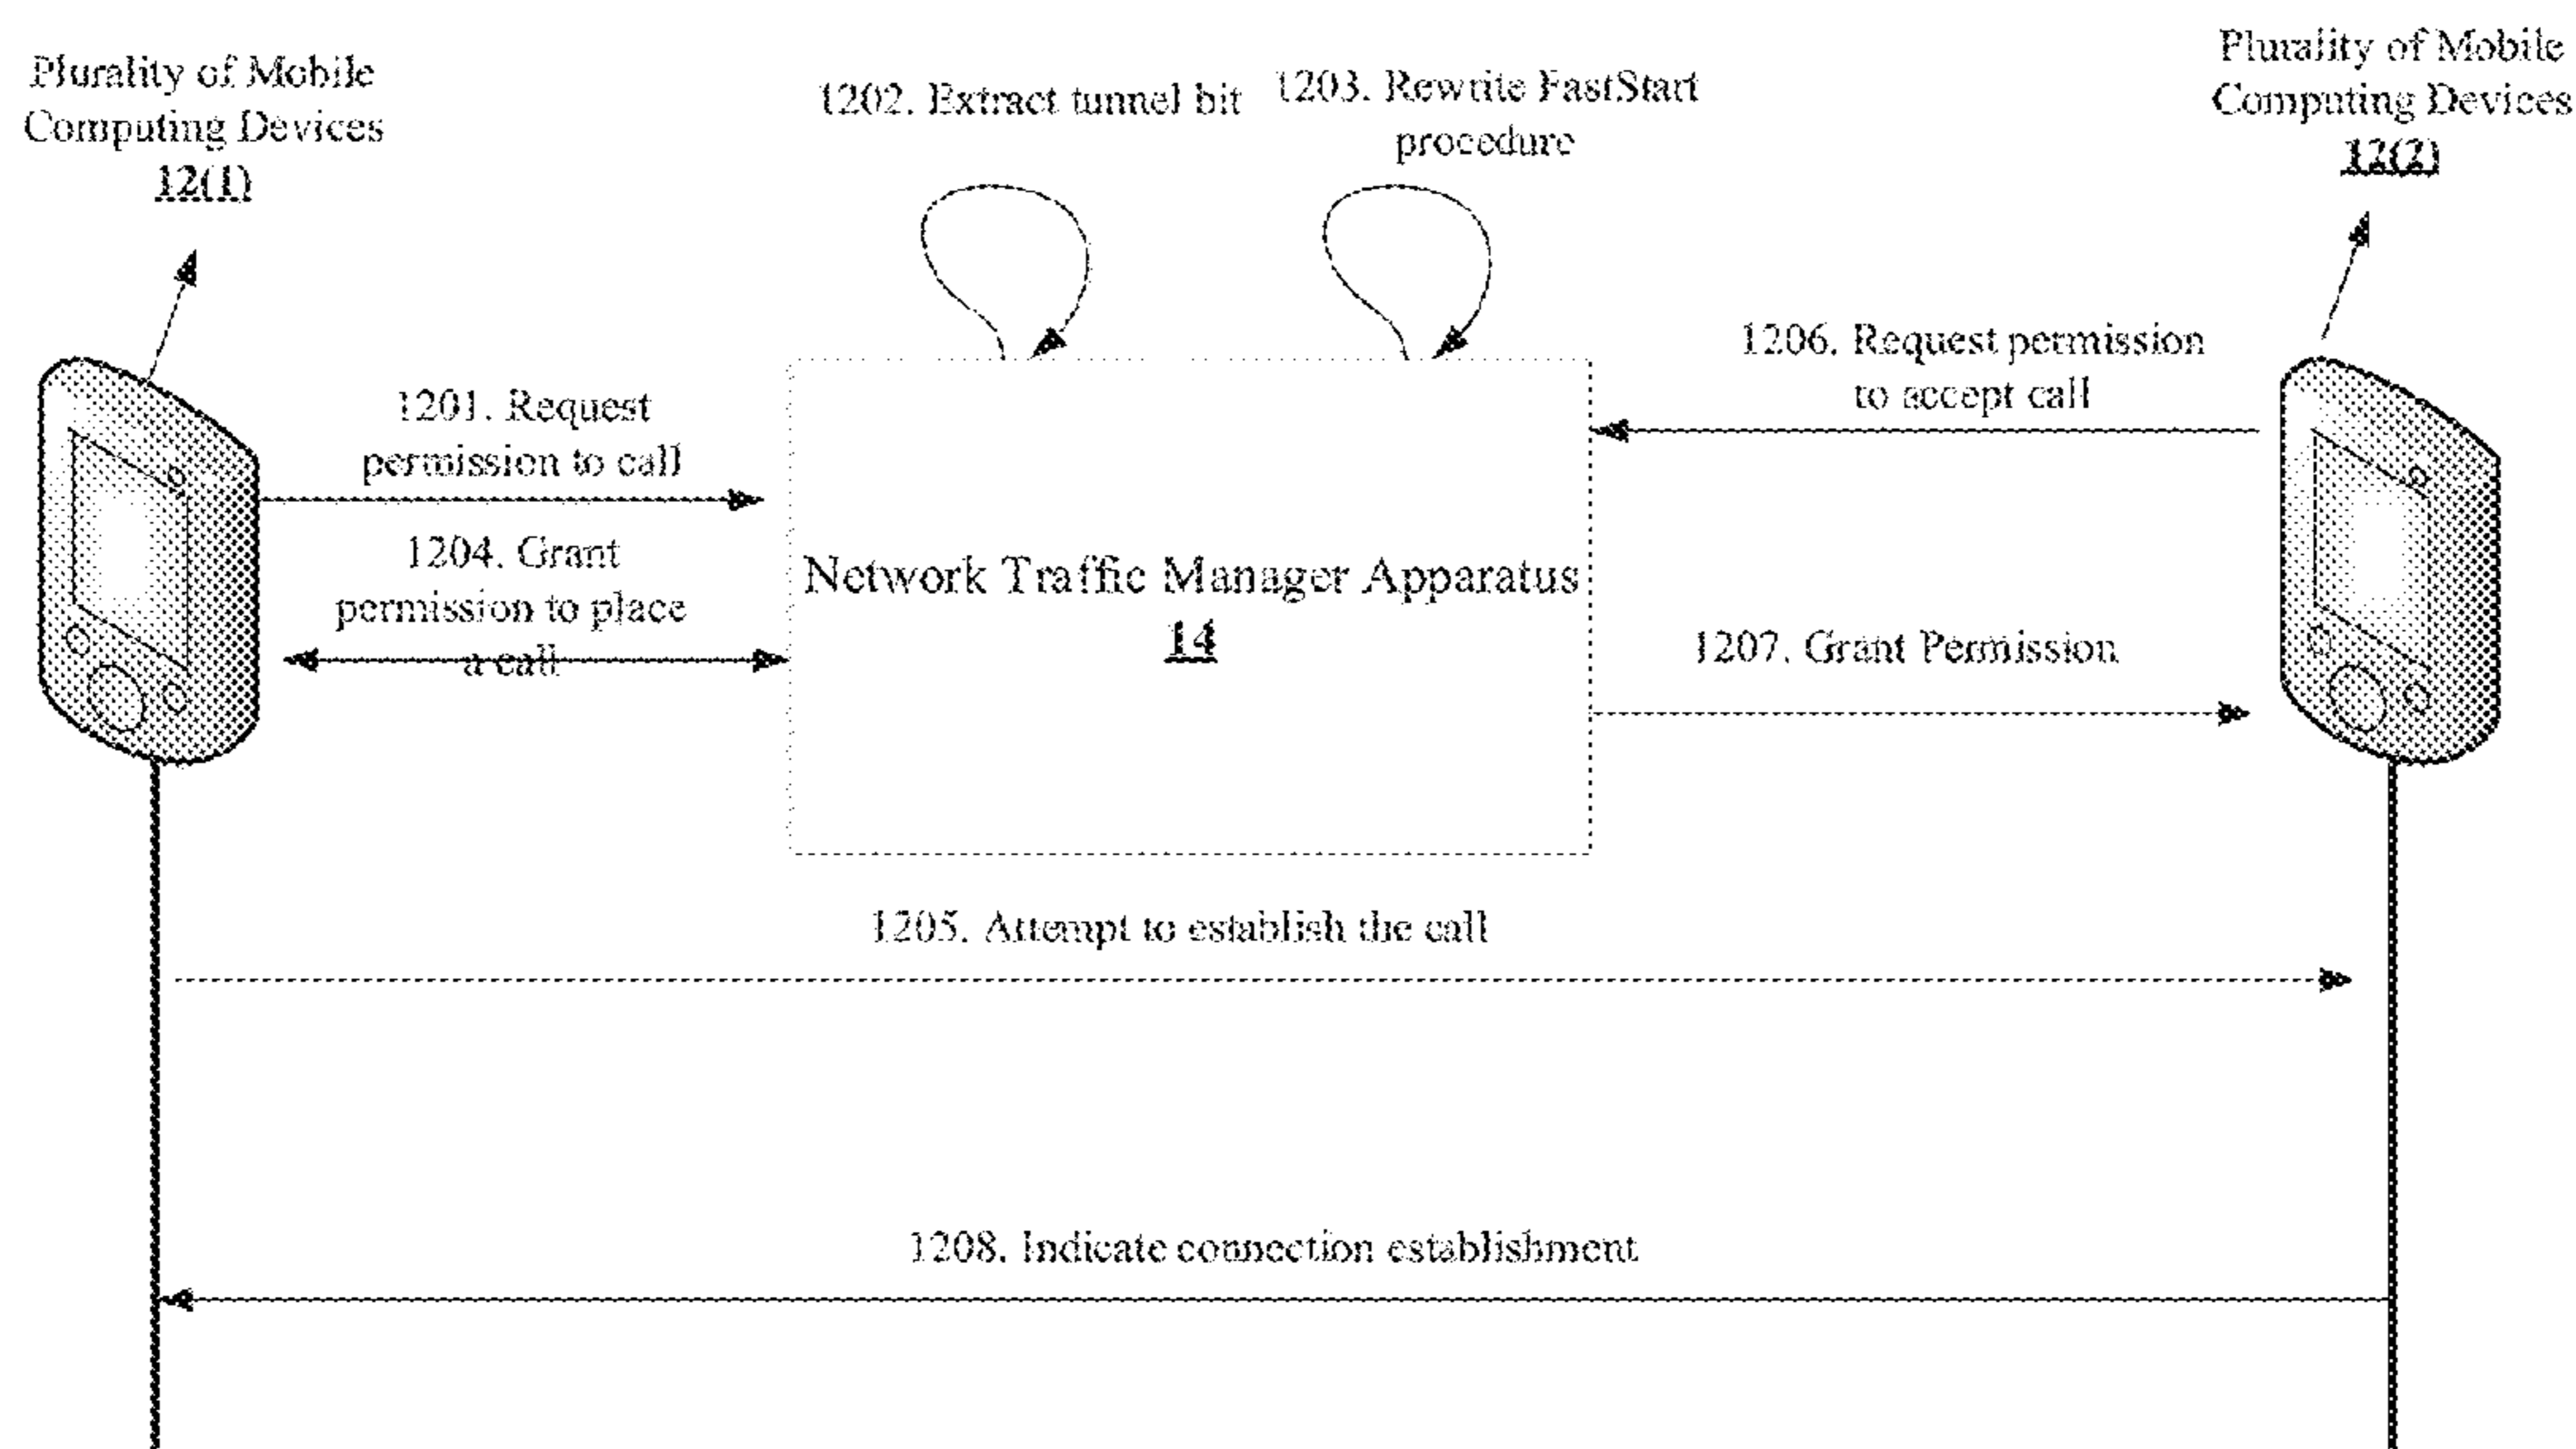 Plurality of Mobile
Computing Devices
12(1)
1202. Extract tunnel bit
1203. Rewrite FastStart
procedure
Plurality of Mobile
Computing Devices
12(2)
1201. Request
permission to call
1204. Grant
permission to place
a call
Network Traffic Manager Apparatus
14
1206. Request permission
to accept call
1207. Grant Permission
1205. Attempt to establish the call
1208. Indicate connection establishment